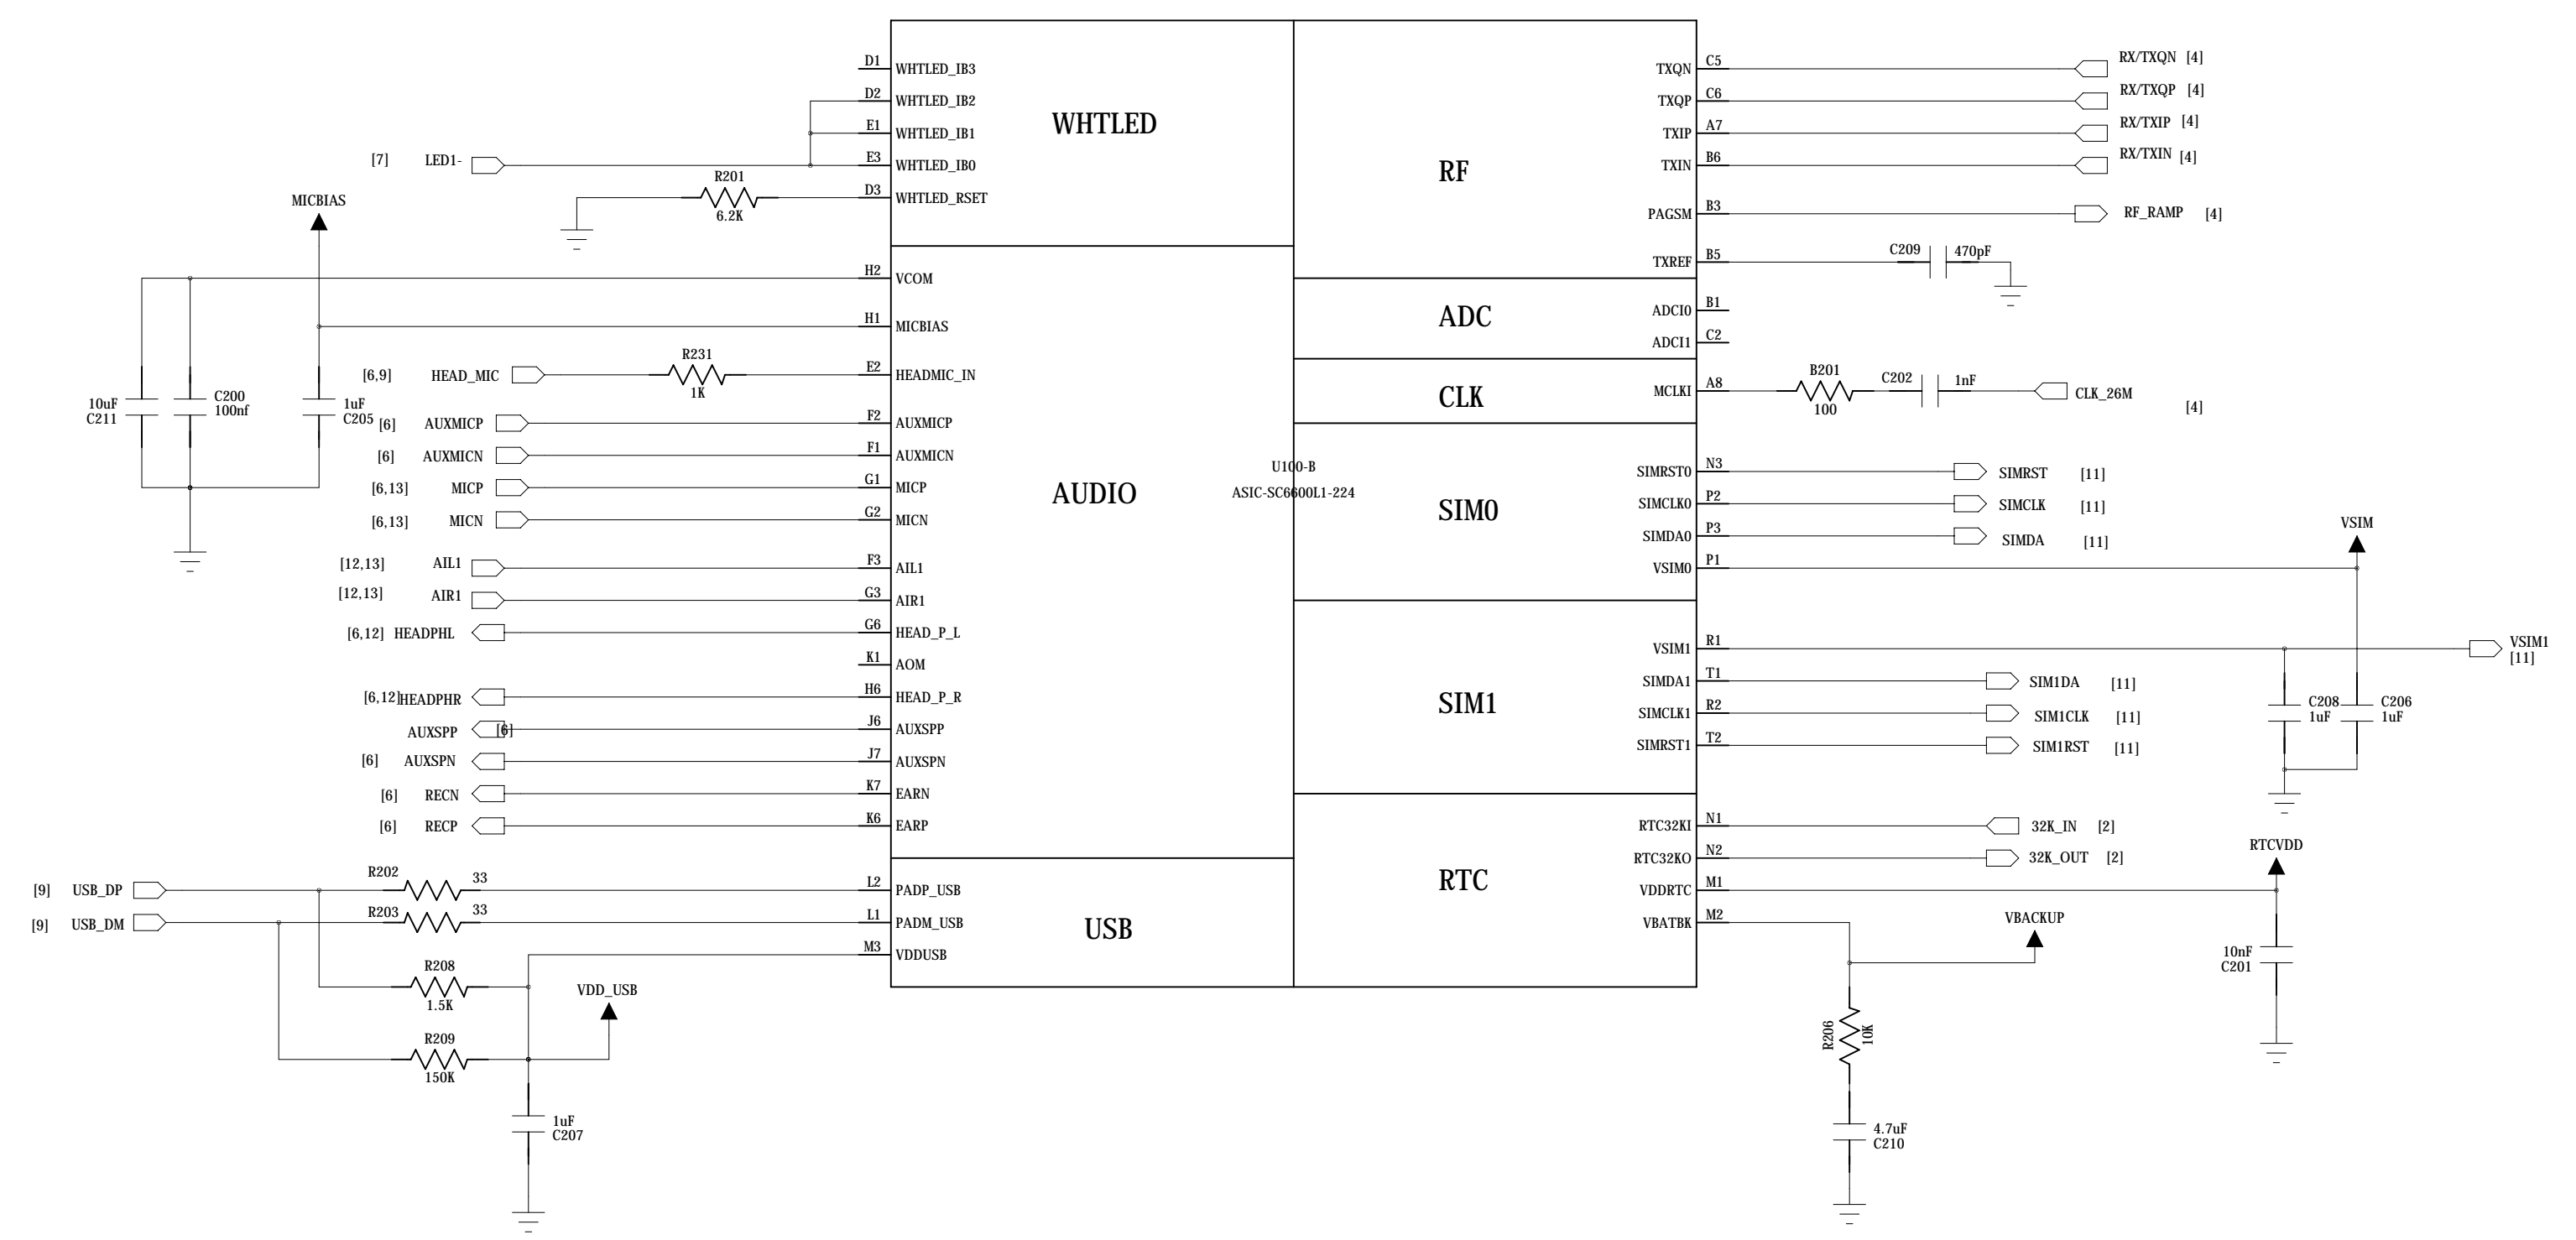 D1 WHTLED_IB3
D2 WHTLED_IB2
E1 WHTLED_IB1
[7] LED1- E3 WHTLED_IB0
R201
6.2K
D3 WHTLED_RSET
WHTLED
MICBIAS
H2 VCOM
H1 MICBIAS
R231
[6,9] HEAD_MIC 1K E2 HEADMIC_IN
10uF
C211
C200
100nf
1uF
C205
[6] AUXMICP F2 AUXMICP
[6] AUXMICN F1 AUXMICN
[6,13] MICP G1 MICP
[6,13] MICN G2 MICN
[12,13] AIL1 F3 AIL1
[12,13] AIR1 G3 AIR1
[6,12] HEADPHL G6 HEAD_P_L
K1 AOM
[6,12] HEADPHR H6 HEAD_P_R
AUXSPP [6] J6 AUXSPP
[6] AUXSPN J7 AUXSPN
[6] RECN K7 EARN
[6] RECP K6 EARP
AUDIO
U100-B
ASIC-SC6600L1-224
[9] USB_DP R202 33 L2 PADP_USB
[9] USB_DM R203 33 L1 PADM_USB
M3 VDDUSB
USB
R208
1.5K
VDD_USB
R209
150K
1uF
C207
RF
TXQN C5 RX/TXQN [4]
TXQP C6 RX/TXQP [4]
TXIP A7 RX/TXIP [4]
TXIN B6 RX/TXIN [4]
PAGSM B3 RF_RAMP [4]
TXREF B5 C209 470pF
ADC
ADCI0 B1
ADCI1 C2
CLK
MCLKI A8 B201 100 C202 1nF CLK_26M [4]
SIM0
SIMRST0 N3 SIMRST [11]
SIMCLK0 P2 SIMCLK [11]
SIMDA0 P3 SIMDA [11]
VSIM
VSIM0 P1
SIM1
VSIM1 R1 VSIM1
[11]
SIMDA1 T1 SIM1DA [11]
SIMCLK1 R2 SIM1CLK [11]
SIMRST1 T2 SIM1RST [11]
C208
1uF
C206
1uF
RTC
RTC32KI N1 32K_IN [2]
RTC32KO N2 32K_OUT [2]
RTCVDD
VDDRTC M1
VBATBK M2
VBACKUP
10nF
C201
R206
10K
4.7uF
C210